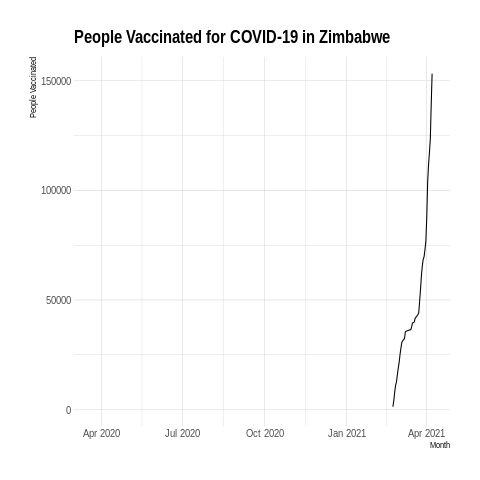 People Vaccinated for COVID-19 in Zimbabwe
People Vaccinated
150000
100000
50000
0
Apr 2020 Jul 2020 Oct 2020 Jan 2021 Apr 2021
Month